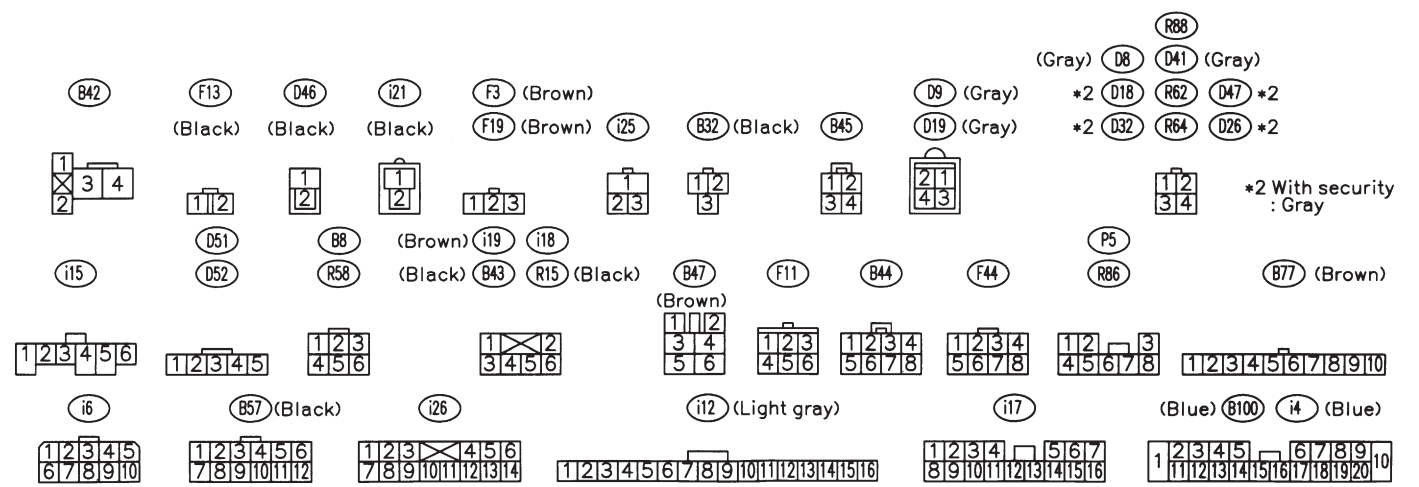 R88
(Gray) D8 D41 (Gray)
B42 F13 D46 i21 F3 (Brown) D9 (Gray) *2 D18 R62 D47 *2
(Black) (Black) (Black) F19 (Brown) i25 B32 (Black) B45 D19 (Gray) *2 D32 R64 D26 *2
1 1 1 1 1 2 1 2 2 1 1 2 *2 With security
3 4 2 2 2 3 3 3 4 4 3 3 4 : Gray
2 1 2 1 2 3
D51 B8 (Brown) i19 i18 P5
i15 D52 R58 (Black) B43 R15 (Black) B47 F11 B44 F44 R86 B77 (Brown)
(Brown)
1 2
1 2 3 1 2 3 4 1 2 1 2 3 1 2 3 4 1 2 3 4 1 2 3
1 2 3 4 5 6 1 2 3 4 5 4 5 6 3 4 5 6 5 6 4 5 6 5 6 7 8 5 6 7 8 4 5 6 7 8 1 2 3 4 5 6 7 8 9 10
i6 B57 (Black) i26 i12 (Light gray) i17 (Blue) B100 i4 (Blue)
1 2 3 4 5 1 2 3 4 5 6 1 2 3 4 5 6 1 2 3 4 5 6 7 1 2 3 4 5 6 7 8 9 10
6 7 8 9 10 7 8 9 10 11 12 7 8 9 10 11 12 13 14 1 2 3 4 5 6 7 8 9 10 11 12 13 14 15 16 8 9 10 11 12 13 14 15 16 11 12 13 14 15 16 17 18 19 20